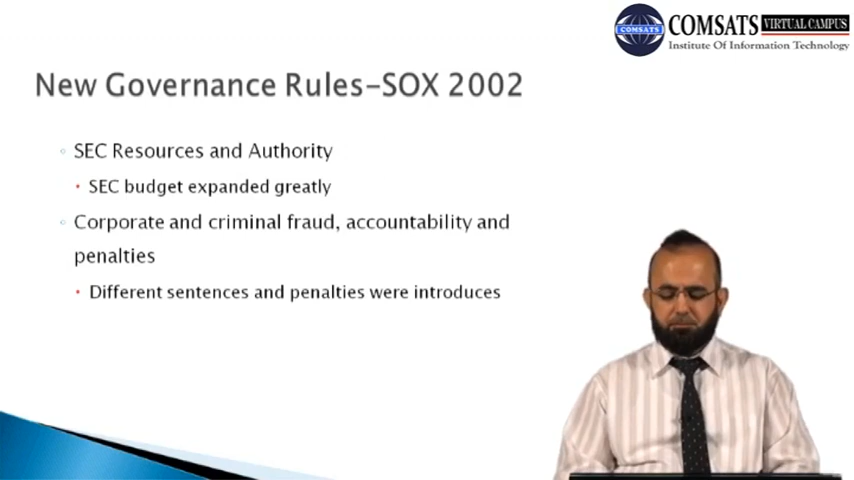 COMSATS VIRTUAL CAMPUS
COMSATS
Institute Of Information Technology
New Governance Rules-SOX 2002
SEC Resources and Authority
SEC budget expanded greatly
Corporate and criminal fraud, accountability and
penalties
Different sentences and penalties were introduces